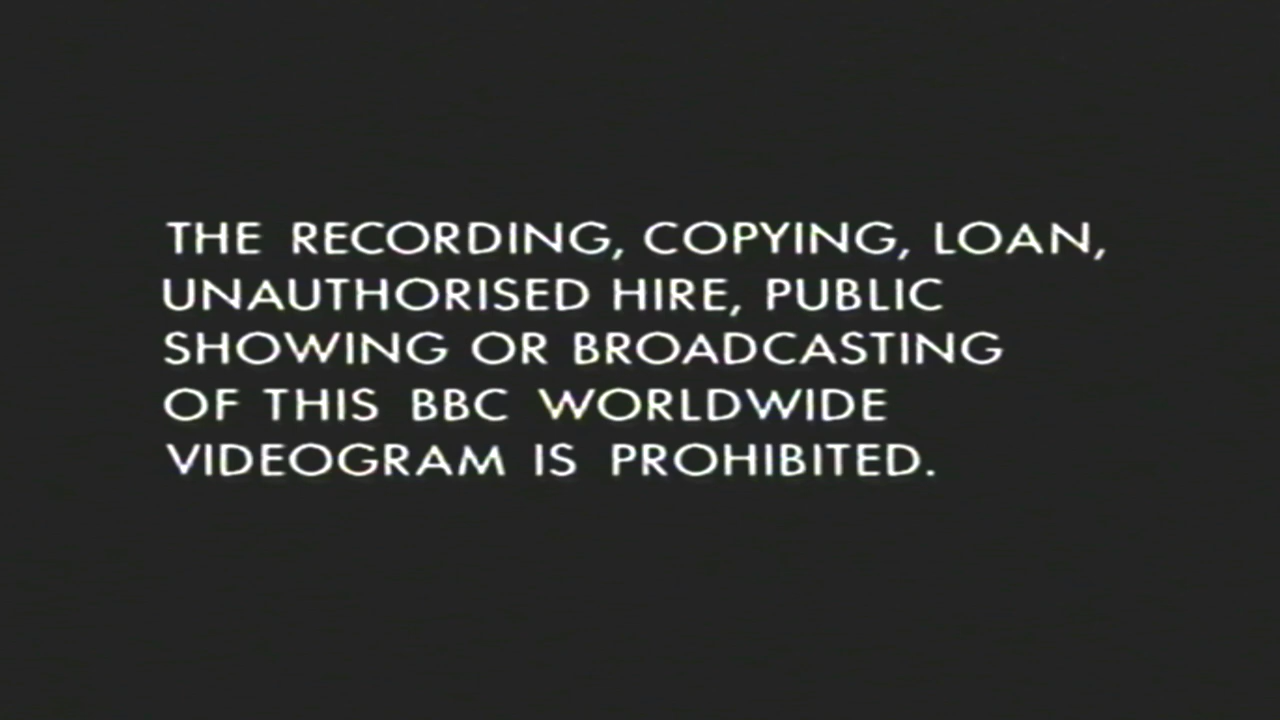 THE RECORDING, COPYING, LOAN,
UNAUTHORISED HIRE, PUBLIC
SHOWING OR BROADCASTING
OF THIS BBC WORLDWIDE
VIDEOGRAM IS PROHIBITED.